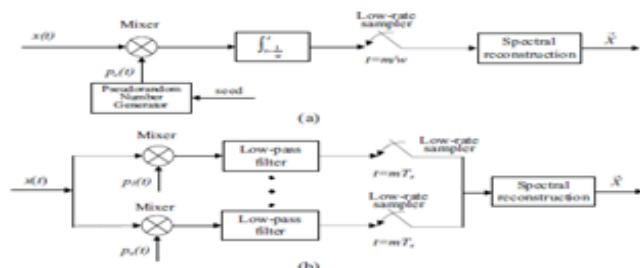 Mixer
Low-rate
sampler
x(t)
Spectral
reconstruction
p_c(t)
t=m/w
Pseudorandom
Number
Generator
seed
(a)
Mixer
Low-pass
filter
Low-rate
sampler
p_1(t)
t=mT_s
x(t)
Low-rate
sampler
Spectral
reconstruction
Mixer
Low-pass
filter
t=mT_s
(b)